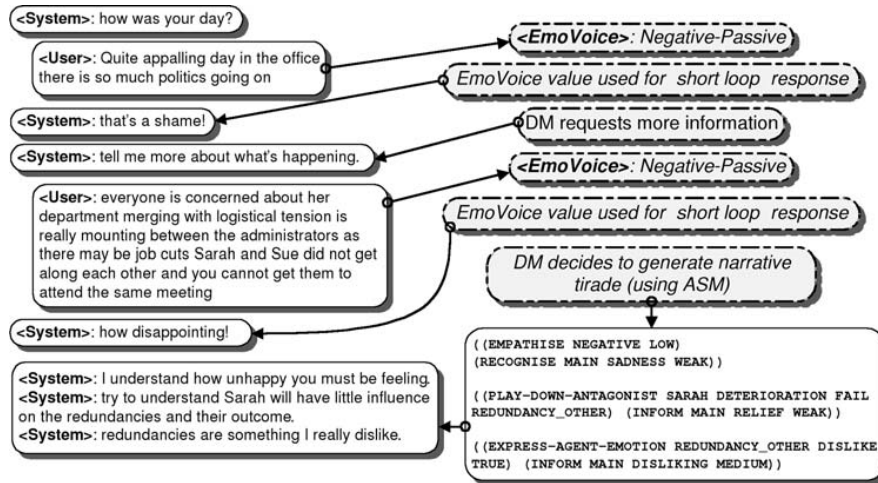 <System>: how was your day?
<User>: Quite appalling day in the office
there is so much politics going on
<EmoVoice>: Negative-Passive
EmoVoice value used for short loop response
<System>: that's a shame!
DM requests more information
<System>: tell me more about what's happening.
<EmoVoice>: Negative-Passive
<User>: everyone is concerned about her
department merging with logistical tension is
really mounting between the administrators as
there may be job cuts Sarah and Sue did not get
along each other and you cannot get them to
attend the same meeting
EmoVoice value used for short loop response
DM decides to generate narrative
tirade (using ASM)
<System>: how disappointing!
((EMPATHISE NEGATIVE LOW)
(RECOGNISE MAIN SADNESS WEAK))
((PLAY-DOWN-ANTAGONIST SARAH DETERIORATION FAIL
REDUNDANCY_OTHER) (INFORM MAIN RELIEF WEAK))
((EXPRESS-AGENT-EMOTION REDUNDANCY_OTHER DISLIKE
TRUE) (INFORM MAIN DISLIKING MEDIUM))
<System>: I understand how unhappy you must be feeling.
<System>: try to understand Sarah will have little influence
on the redundancies and their outcome.
<System>: redundancies are something I really dislike.